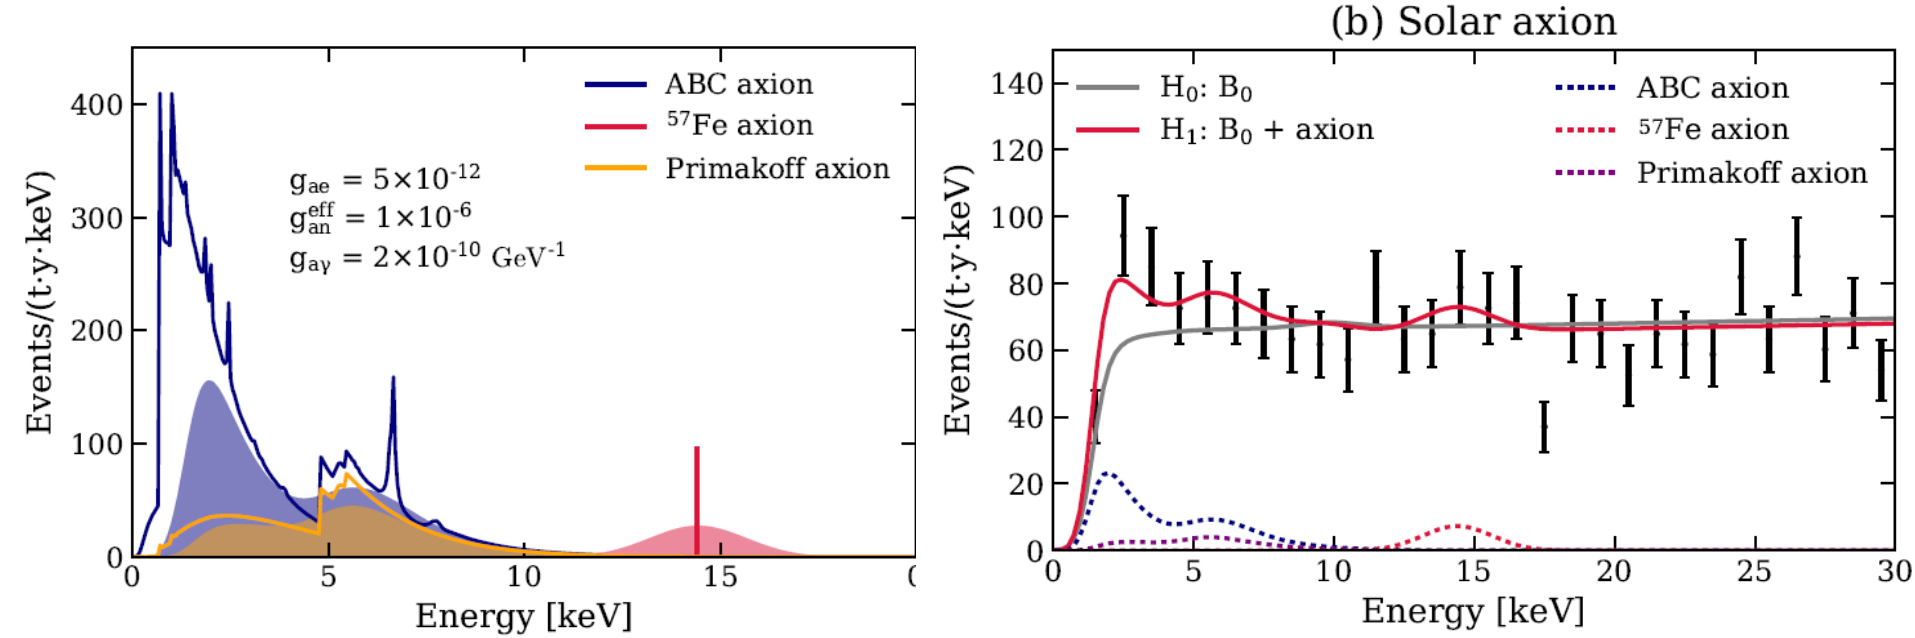 ABC axion
⁵⁷Fe axion
Primakoff axion
gₐₑ = 5×10⁻¹²
gₐₙᵉᶠᶠ = 1×10⁻⁶
gₐᵧ = 2×10⁻¹⁰ GeV⁻¹
Events/(t·y·keV)
400
300
200
100
0
0 5 10 15
Energy [keV]
(b) Solar axion
H₀: B₀
H₁: B₀ + axion
ABC axion
⁵⁷Fe axion
Primakoff axion
Events/(t·y·keV)
140
120
100
80
60
40
20
0
0 5 10 15 20 25 30
Energy [keV]